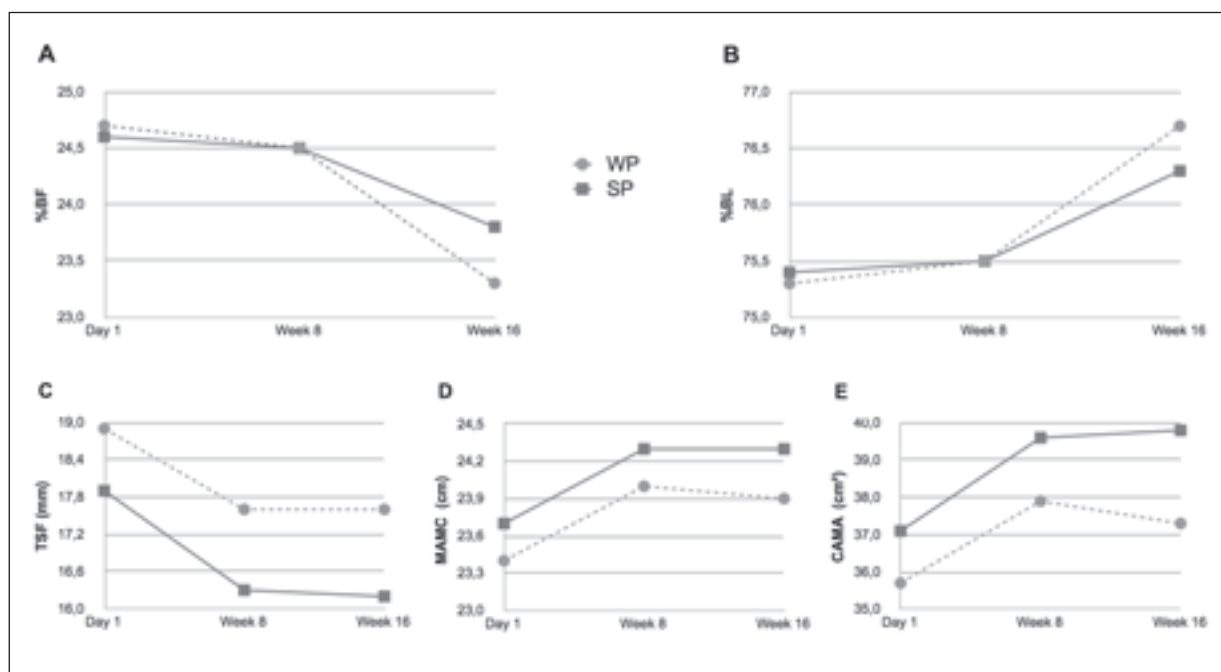 A
25,0
24,5
24,0
23,5
23,0
%BF
Day 1 Week 8 Week 16
WP
SP
B
77,0
76,5
76,0
75,5
75,0
%BL
Day 1 Week 8 Week 16
C
19,0
18,4
17,8
17,2
16,6
16,0
TSF (mm)
Day 1 Week 8 Week 16
D
24,5
24,2
23,9
23,6
23,3
23,0
MAMC (cm)
Day 1 Week 8 Week 16
E
40,0
39,0
38,0
37,0
36,0
35,0
CAMA (cm²)
Day 1 Week 8 Week 16